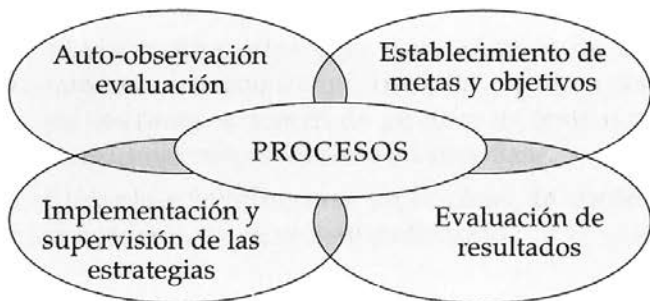 Auto-observación
evaluación
Establecimiento de
metas y objetivos
PROCESOS
Implementación y
supervisión de las
estrategias
Evaluación de
resultados